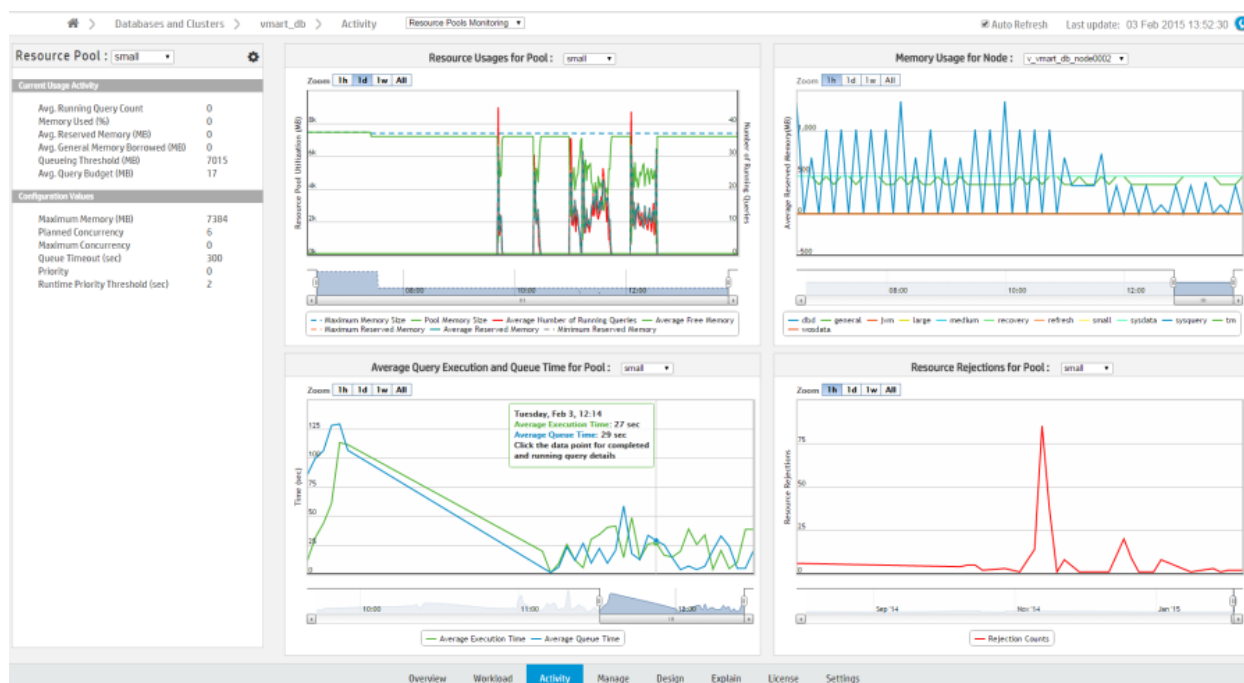 Databases and Clusters
vmart_db
Activity
Resource Pools Monitoring
Auto Refresh
Last update: 03 Feb 2015 13:52:30
Resource Pool : small
Current Usage Activity
Avg. Running Query Count 0
Memory Used (%) 0
Avg. Reserved Memory (MB) 0
Avg. General Memory Borrowed (MB) 0
Queueing Threshold (MB) 7015
Avg. Query Budget (MB) 17
Configuration Values
Maximum Memory (MB) 7384
Planned Concurrency 6
Maximum Concurrency 0
Queue Timeout (sec) 300
Priority 0
Runtime Priority Threshold (sec) 2
Resource Usages for Pool : small
Zoom 1h 1d 1w All
Resource Pool Utilization (MB)
8k
6k
4k
2k
0k
Number of Running Queries
40
30
20
10
0
08:00 10:00 12:00
Maximum Memory Size Pool Memory Size Average Number of Running Queries Average Free Memory
Maximum Reserved Memory Average Reserved Memory Minimum Reserved Memory
Memory Usage for Node : v_vmart_db_node0002
Zoom 1h 1d 1w All
Average Reserved Memory(MB)
1,000
500
0
-500
08:00 10:00 12:00
dbd general jvm large medium recovery refresh small sysdata sysquery tm
wosdata
Average Query Execution and Queue Time for Pool : small
Zoom 1h 1d 1w All
Time (sec)
125
100
75
50
25
0
Tuesday, Feb 3, 12:14
Average Execution Time: 27 sec
Average Queue Time: 29 sec
Click the data point for completed
and running query details
10:00 11:00 12:00
Average Execution Time Average Queue Time
Resource Rejections for Pool : small
Zoom 1h 1d 1w All
Resource Rejections
75
50
25
0
Sep '14 Nov '14 Jan '15
Rejection Counts
Overview Workload Activity Manage Design Explain License Settings